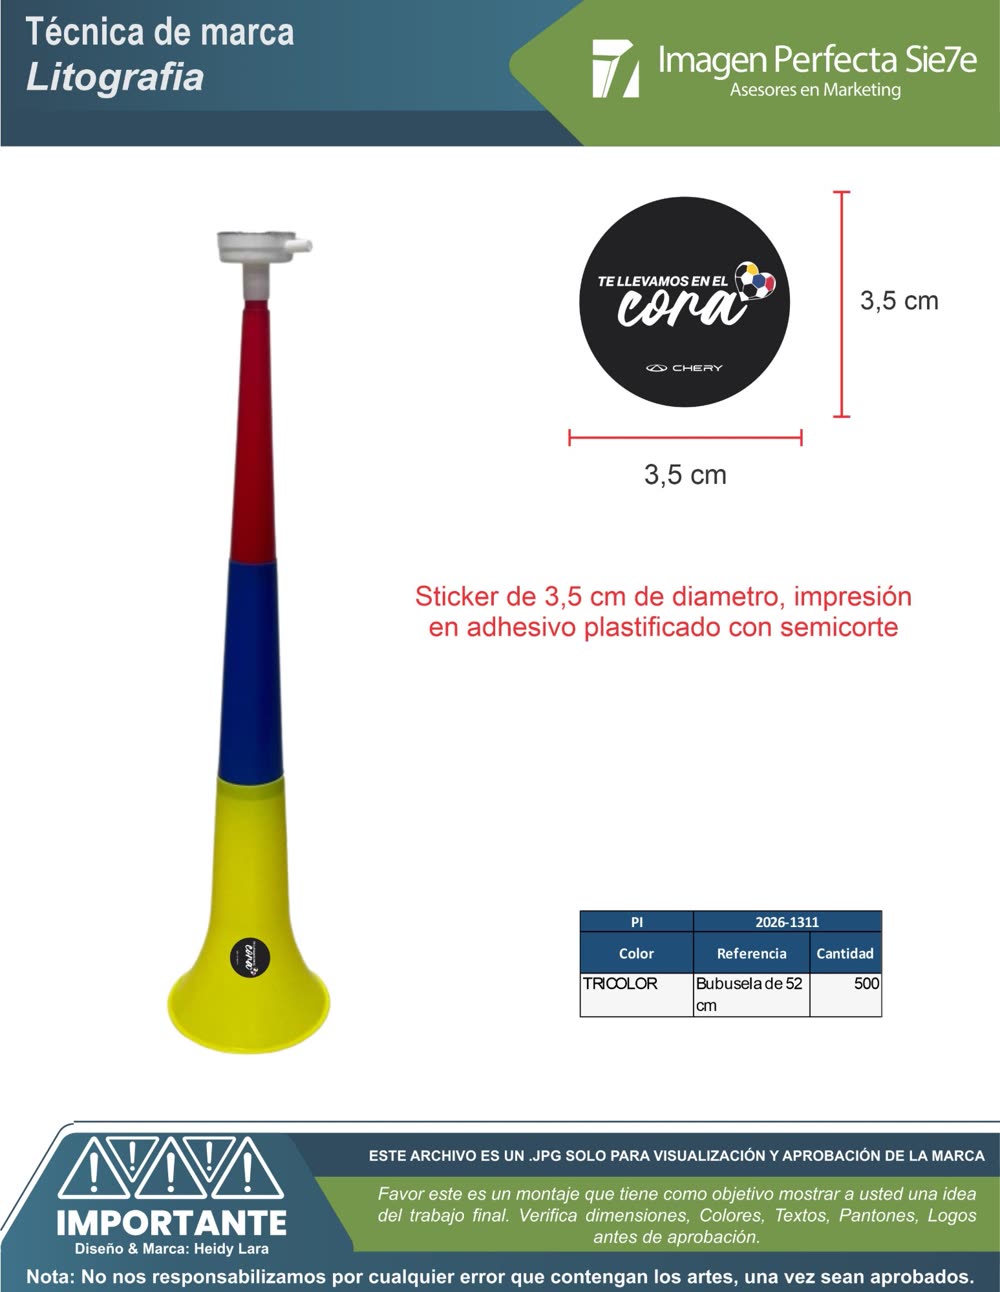 Técnica de marca
Litografia
Imagen Perfecta Sie7e
Asesores en Marketing
TE LLEVAMOS EN EL
cora
CHERY
3,5 cm
3,5 cm
Sticker de 3,5 cm de diametro, impresión
en adhesivo plastificado con semicorte
cora
PI 2026-1311
Color Referencia Cantidad
TRICOLOR Bubusela de 52 500
cm
ESTE ARCHIVO ES UN .JPG SOLO PARA VISUALIZACIÓN Y APROBACIÓN DE LA MARCA
Favor este es un montaje que tiene como objetivo mostrar a usted una idea
del trabajo final. Verifica dimensiones, Colores, Textos, Pantones, Logos
antes de aprobación.
IMPORTANTE
Diseño & Marca: Heidy Lara
Nota: No nos responsabilizamos por cualquier error que contengan los artes, una vez sean aprobados.